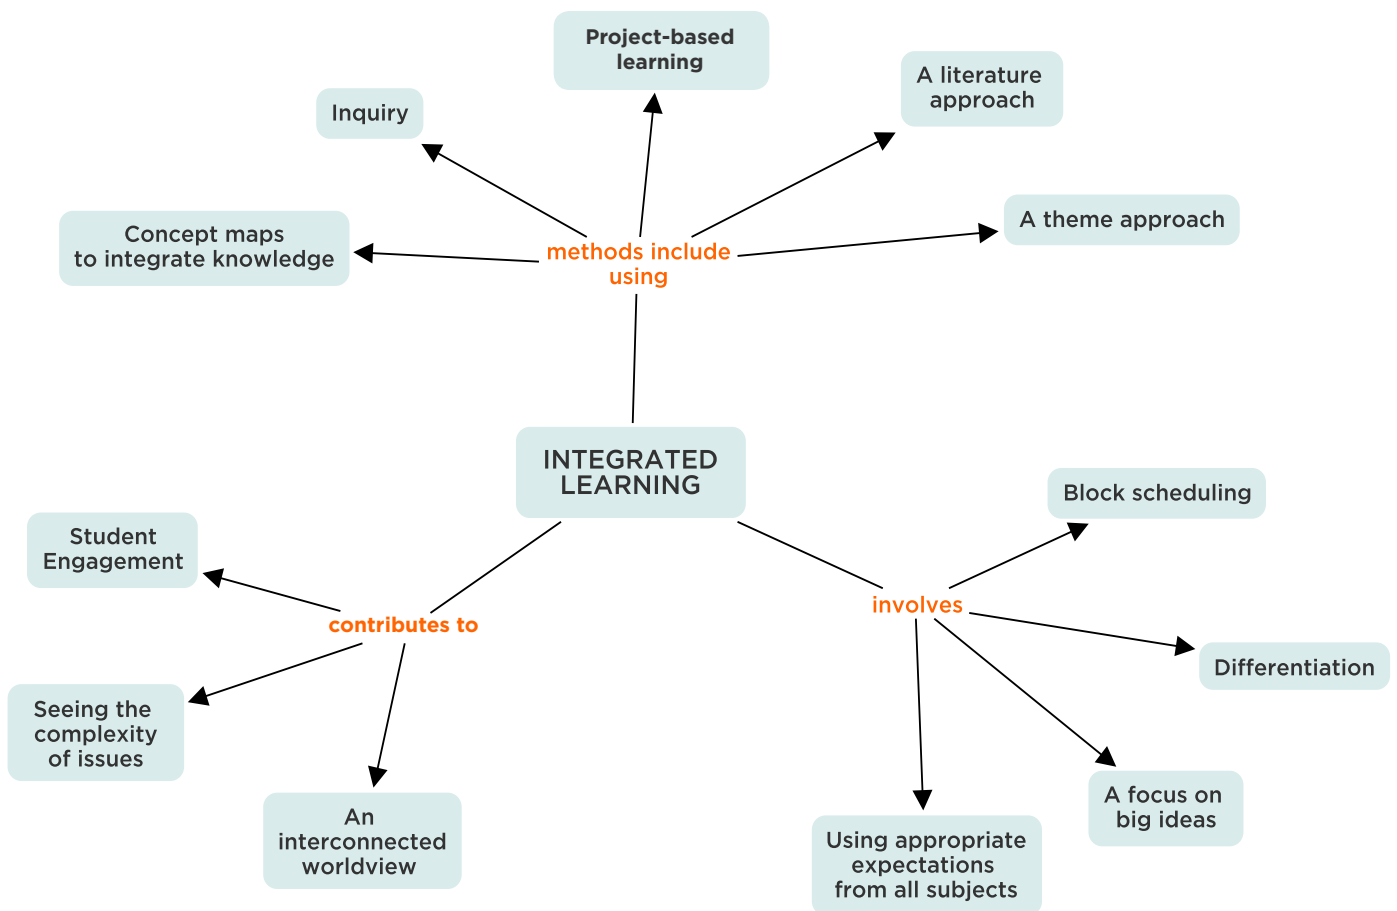 Project-based
learning
A literature
approach
Inquiry
A theme approach
Concept maps
to integrate knowledge
methods include
using
INTEGRATED
LEARNING
Block scheduling
Student
Engagement
involves
contributes to
Differentiation
Seeing the
complexity
of issues
A focus on
big ideas
An
interconnected
worldview
Using appropriate
expectations
from all subjects